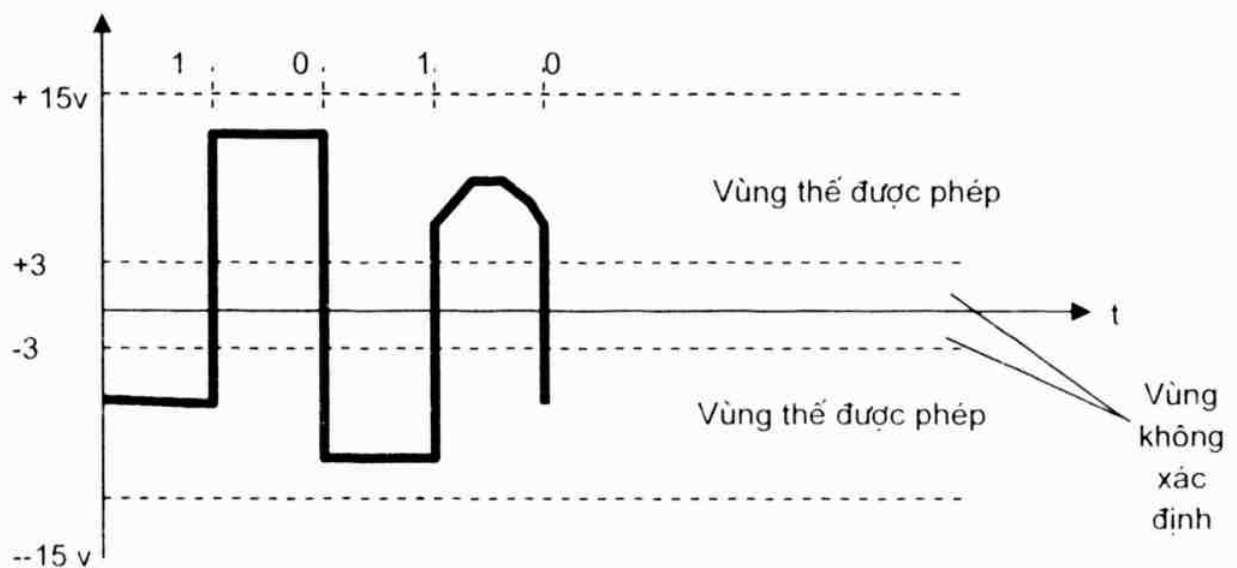 1 0 1 0
+ 15v
Vùng thế được phép
+3
t
-3
Vùng thế được phép
Vùng
không
xác
định
--15 v